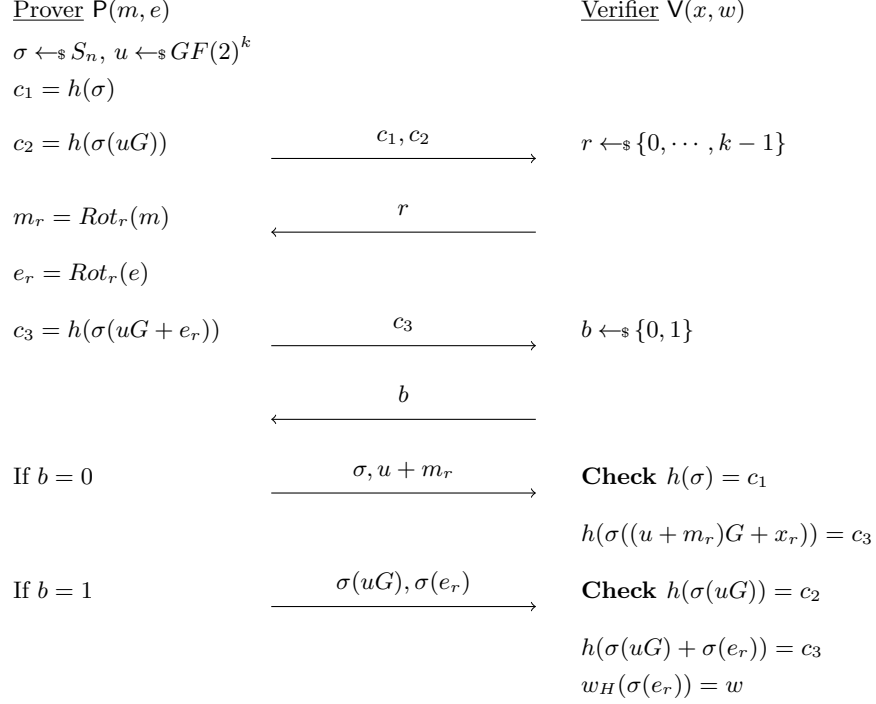 Prover P(m, e) Verifier V(x, w)
σ ←$ S_n, u ←$ GF(2)^k
c_1 = h(σ)
c_2 = h(σ(uG)) c_1, c_2 r ←$ {0, ⋯ , k − 1}
m_r = Rot_r(m) r
e_r = Rot_r(e)
c_3 = h(σ(uG + e_r)) c_3 b ←$ {0, 1}
b
If b = 0 σ, u + m_r Check h(σ) = c_1
h(σ((u + m_r)G + x_r)) = c_3
If b = 1 σ(uG), σ(e_r) Check h(σ(uG)) = c_2
h(σ(uG) + σ(e_r)) = c_3
w_H(σ(e_r)) = w